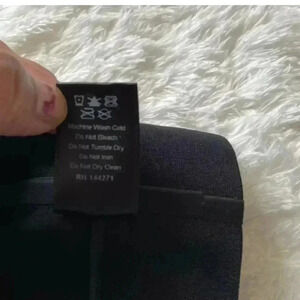 Machine Wash Cold
Do Not Bleach
Do Not Tumble Dry
Do Not Iron
Do Not Dry Clean
RN 144271